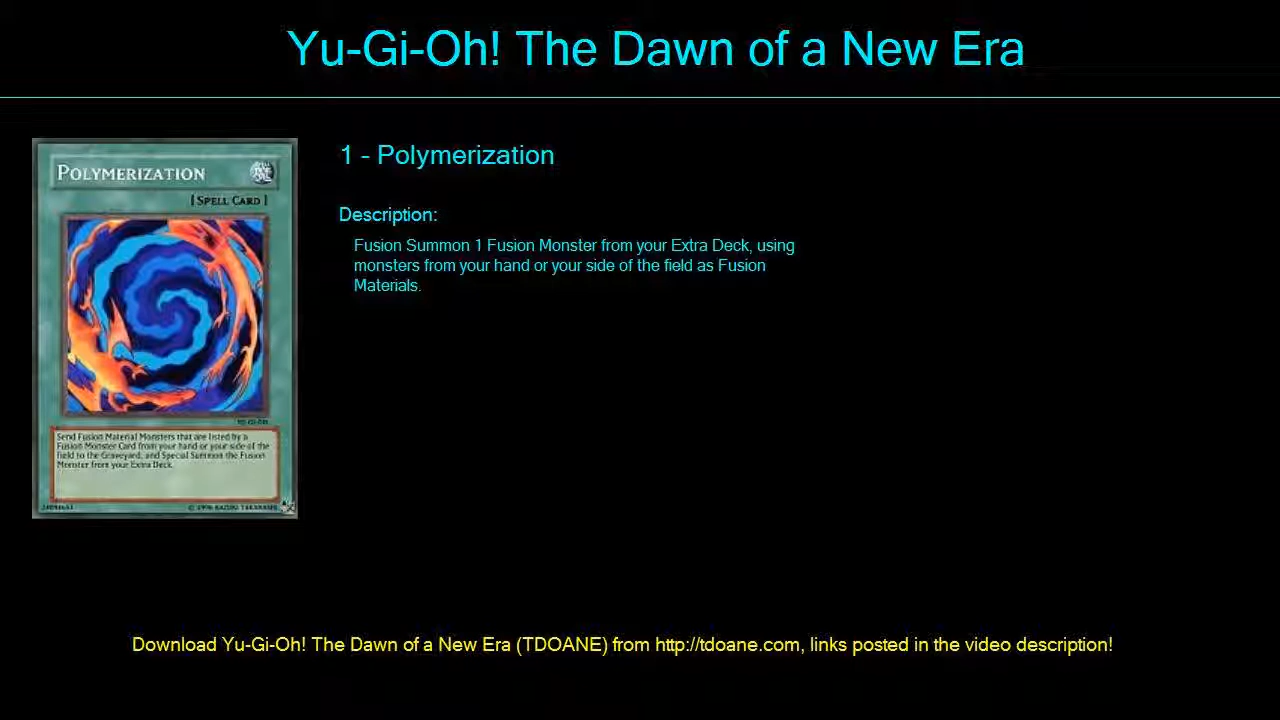 Yu-Gi-Oh! The Dawn of a New Era
1 - Polymerization
Description:
Fusion Summon 1 Fusion Monster from your Extra Deck, using
monsters from your hand or your side of the field as Fusion
Materials.
POLYMERIZATION
[SPELL CARD]
Send Fusion Material Monsters that are listed by a
Fusion Monster Card from your hand or your side of the
field to the Graveyard, and Special Summon the Fusion
Monster from your Extra Deck.
© 1996 KAZUKI TAKAHASHI
Download Yu-Gi-Oh! The Dawn of a New Era (TDOANE) from http://tdoane.com, links posted in the video description!